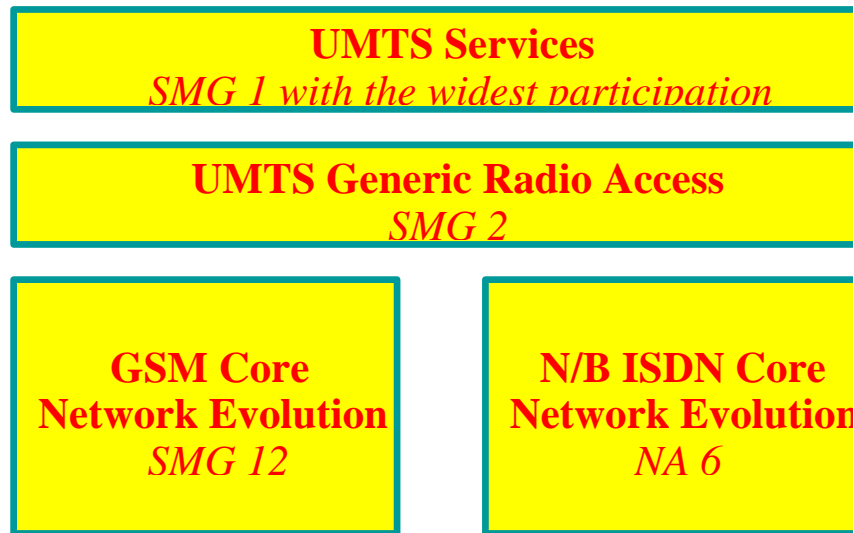 UMTS Services
SMG 1 with the widest participation
UMTS Generic Radio Access
SMG 2
GSM Core
Network Evolution
SMG 12
N/B ISDN Core
Network Evolution
NA 6